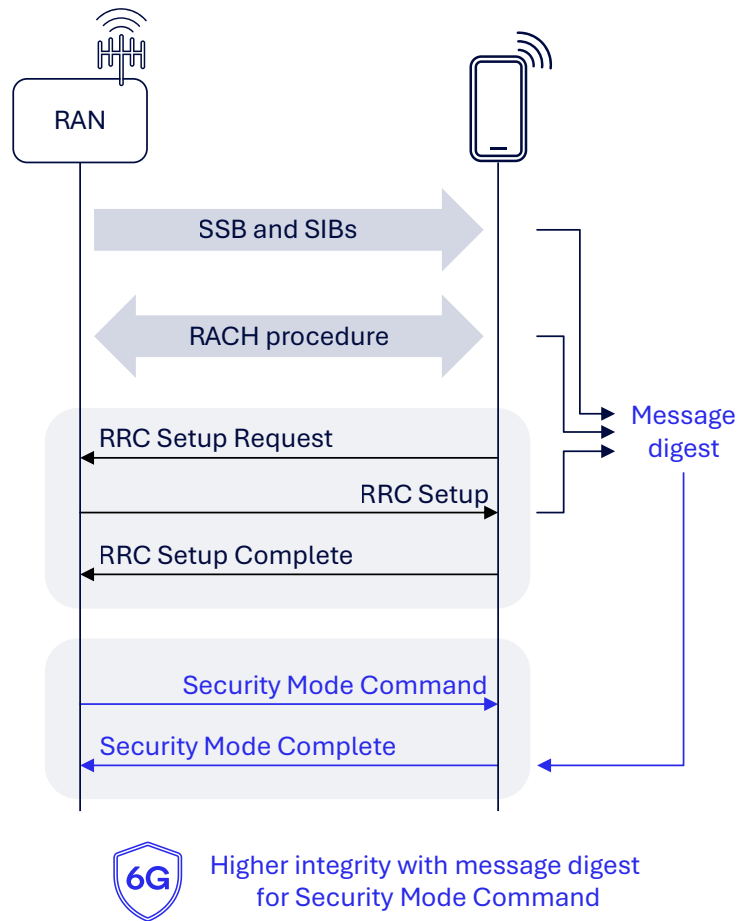 RAN
SSB and SIBs
RACH procedure
RRC Setup Request
RRC Setup
RRC Setup Complete
Message
digest
Security Mode Command
Security Mode Complete
6G
Higher integrity with message digest
for Security Mode Command